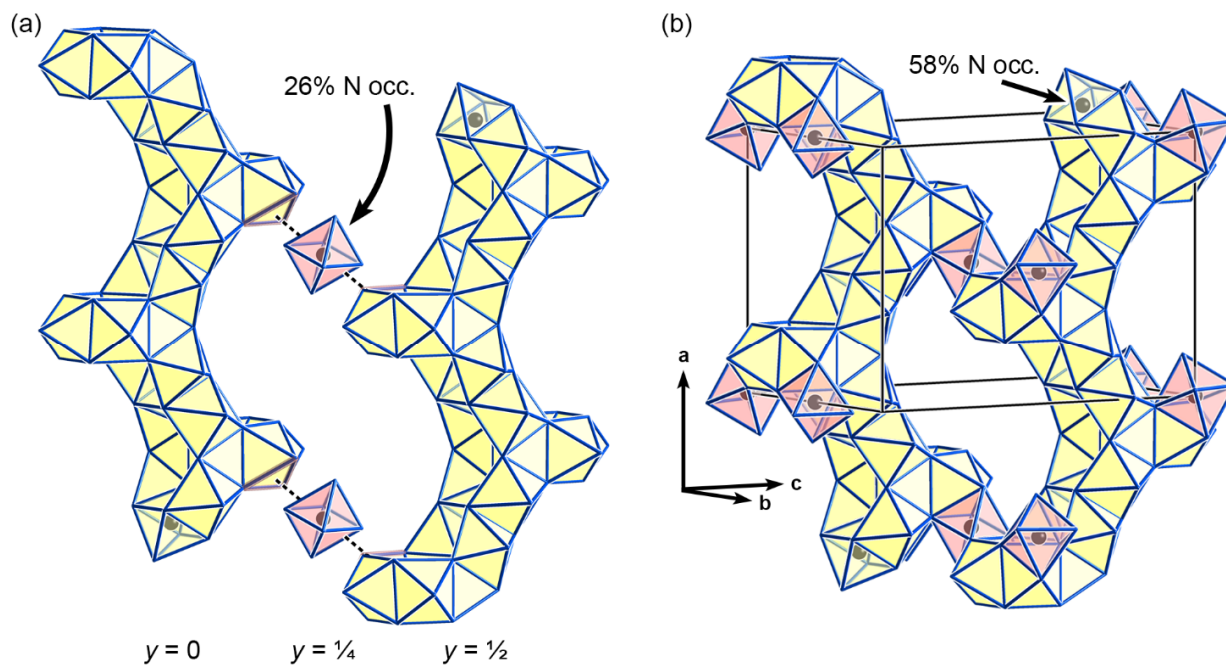 (a)
26% N occ.
y = 0
y = ¼
y = ½
(b)
58% N occ.
a
c
b